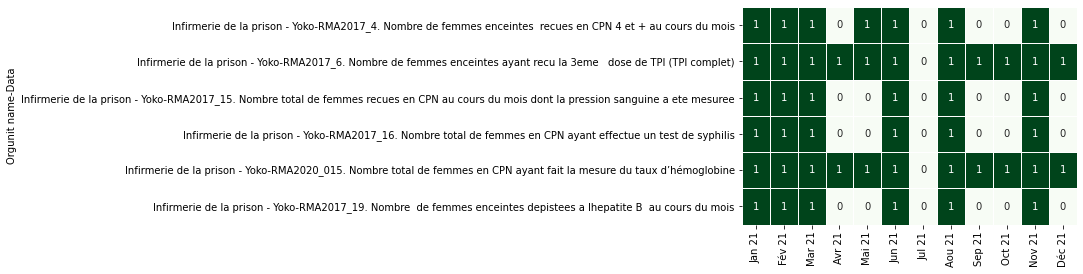 Orgunit name-Data
Infirmerie de la prison - Yoko-RMA2017_4. Nombre de femmes enceintes  recues en CPN 4 et + au cours du mois
1 1 1 0 1 1 0 1 0 0 1 0
Infirmerie de la prison - Yoko-RMA2017_6. Nombre de femmes enceintes ayant recu la 3eme   dose de TPI (TPI complet)
1 1 1 1 1 1 0 1 1 1 1 1
Infirmerie de la prison - Yoko-RMA2017_15. Nombre total de femmes recues en CPN au cours du mois dont la pression sanguine a ete mesuree
1 1 1 0 0 1 0 1 0 0 1 0
Infirmerie de la prison - Yoko-RMA2017_16. Nombre total de femmes en CPN ayant effectue un test de syphilis
1 1 1 0 0 1 0 1 0 0 1 0
Infirmerie de la prison - Yoko-RMA2020_015. Nombre total de femmes en CPN ayant fait la mesure du taux d’hémoglobine
1 1 1 1 1 1 0 1 1 1 1 1
Infirmerie de la prison - Yoko-RMA2017_19. Nombre  de femmes enceintes depistees a lhepatite B  au cours du mois
1 1 1 0 0 1 0 1 0 0 1 0
Jan 21
Fév 21
Mar 21
Avr 21
Mai 21
Jun 21
Jul 21
Aou 21
Sep 21
Oct 21
Nov 21
Déc 21